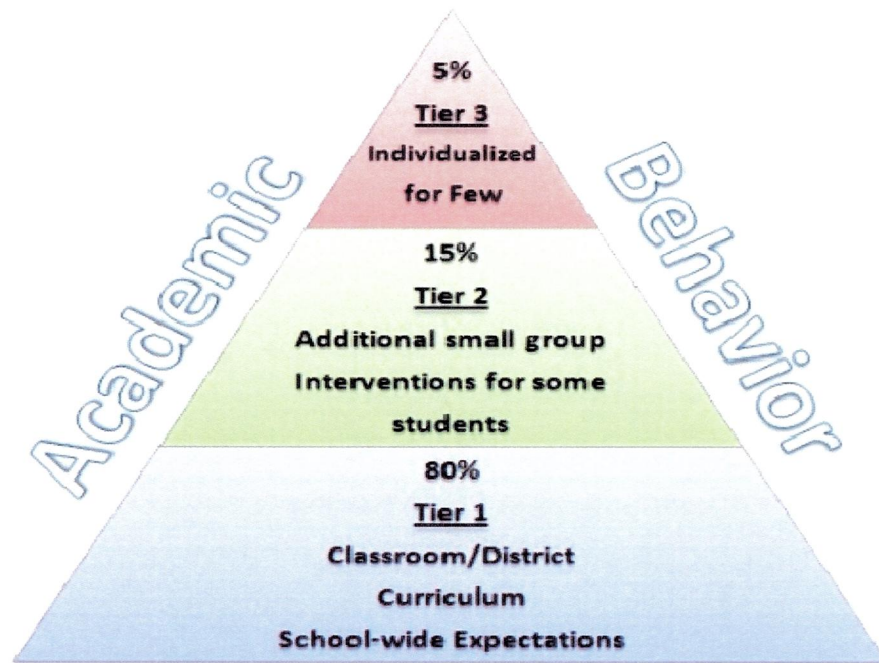 Academic
Behavior
5%
Tier 3
Individualized
for Few
15%
Tier 2
Additional small group
Interventions for some
students
80%
Tier 1
Classroom/District
Curriculum
School-wide Expectations